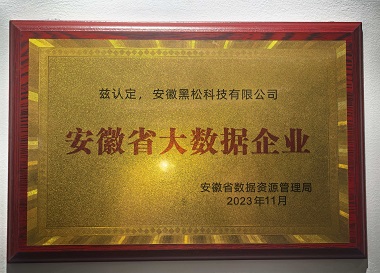 兹认定，安徽黑松科技有限公司
安徽省大数据企业
安徽省数据资源管理局
2023年11月